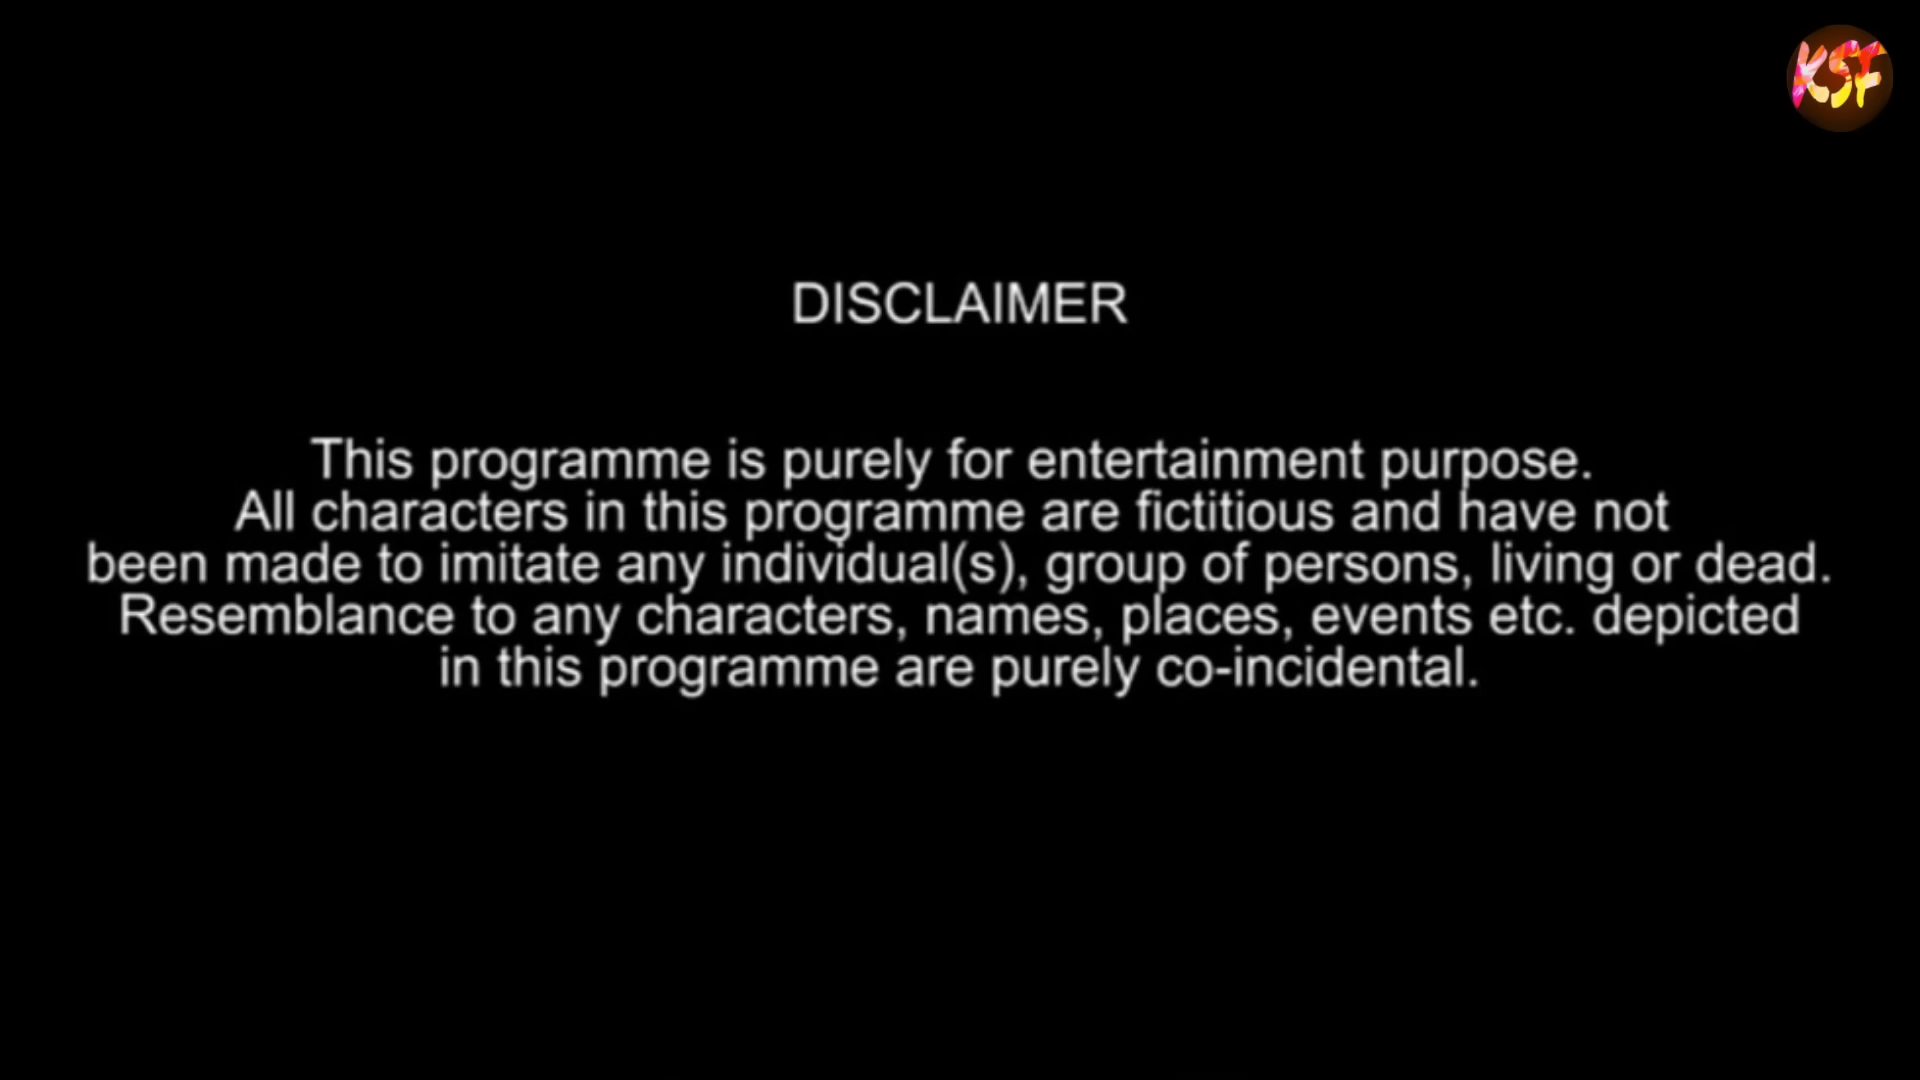 KSF
DISCLAIMER
This programme is purely for entertainment purpose.
All characters in this programme are fictitious and have not
been made to imitate any individual(s), group of persons, living or dead.
Resemblance to any characters, names, places, events etc. depicted
in this programme are purely co-incidental.